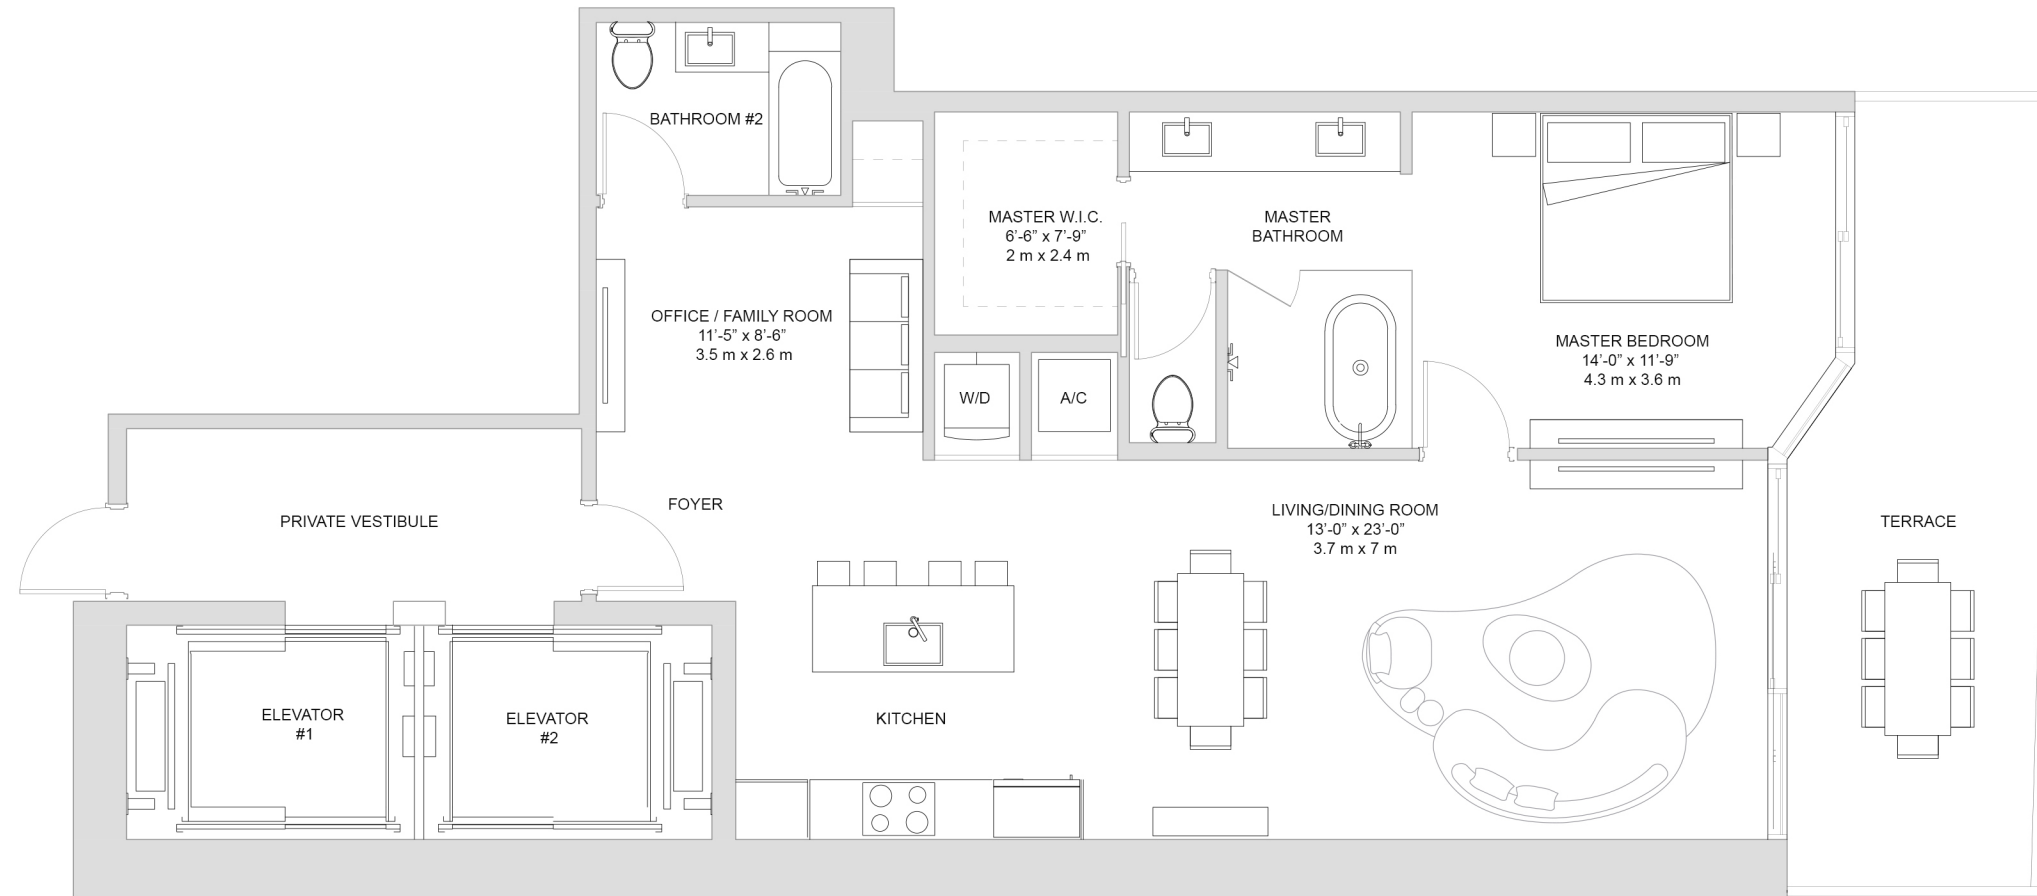 BATHROOM #2
MASTER W.I.C.
6’-6” x 7’-9”
2 m x 2.4 m
MASTER
BATHROOM
OFFICE / FAMILY ROOM
11’-5” x 8’-6”
3.5 m x 2.6 m
MASTER BEDROOM
14’-0” x 11’-9”
4.3 m x 3.6 m
W/D
A/C
FOYER
PRIVATE VESTIBULE
LIVING/DINING ROOM
13’-0” x 23’-0”
3.7 m x 7 m
TERRACE
ELEVATOR
#1
ELEVATOR
#2
KITCHEN